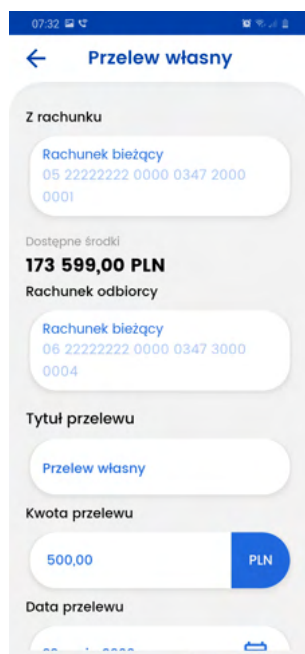 07:32
Przelew własny
Z rachunku
Rachunek bieżący
05 22222222 0000 0347 2000
0001
Dostępne środki
173 599,00 PLN
Rachunek odbiorcy
Rachunek bieżący
06 22222222 0000 0347 3000
0004
Tytuł przelewu
Przelew własny
Kwota przelewu
500,00 PLN
Data przelewu